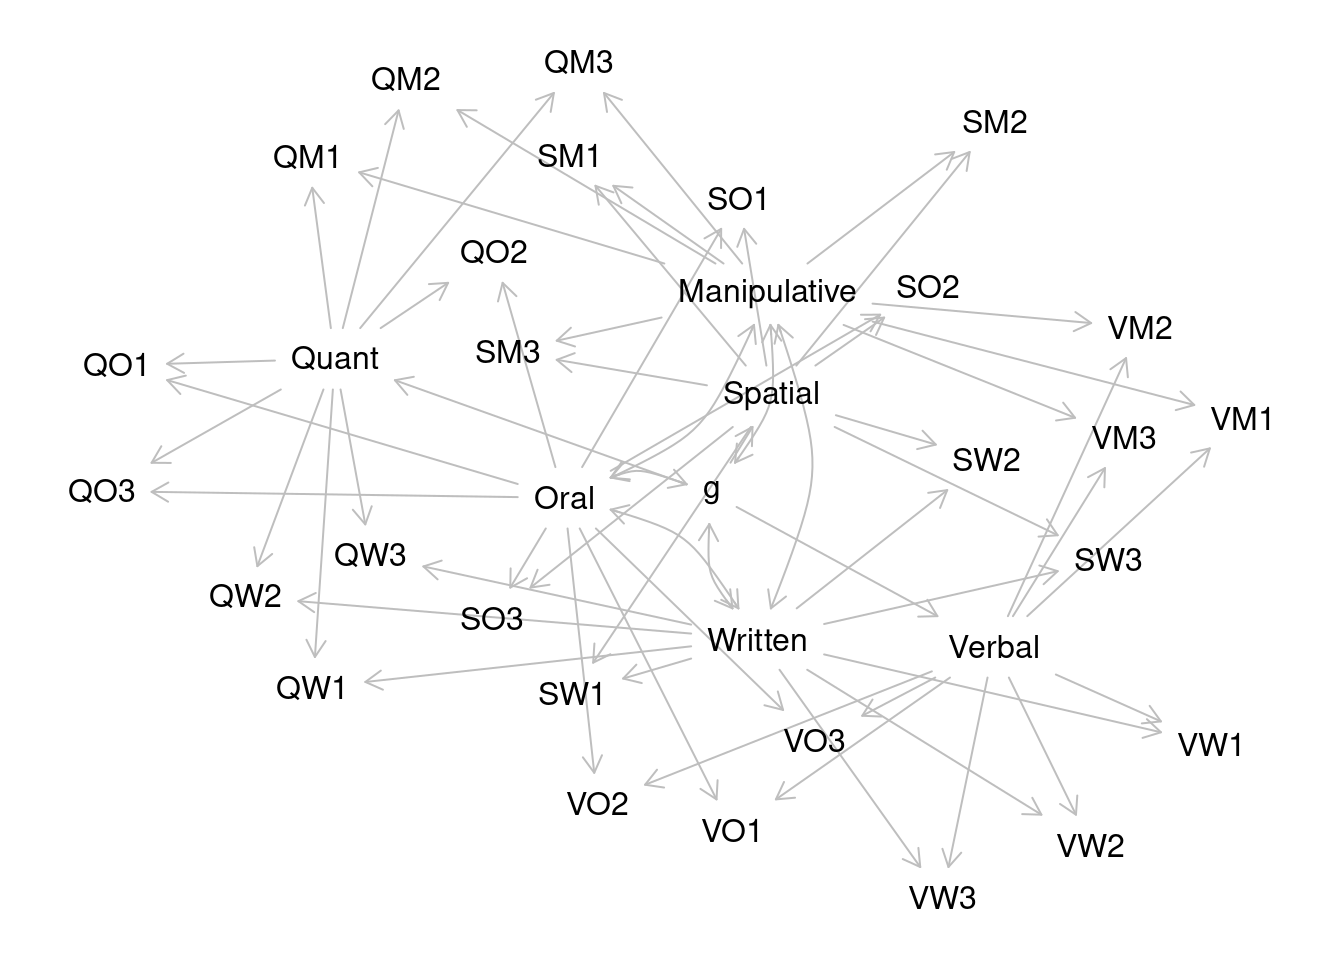 QM3
QM2
SM2
QM1
SM1
SO1
QO2
Manipulative
SO2
VM2
Quant
SM3
QO1
Spatial
VM1
VM3
SW2
g
QO3
Oral
QW3
SW3
QW2
SO3
Written
Verbal
QW1
SW1
VO3
VW1
VO2
VO1
VW2
VW3